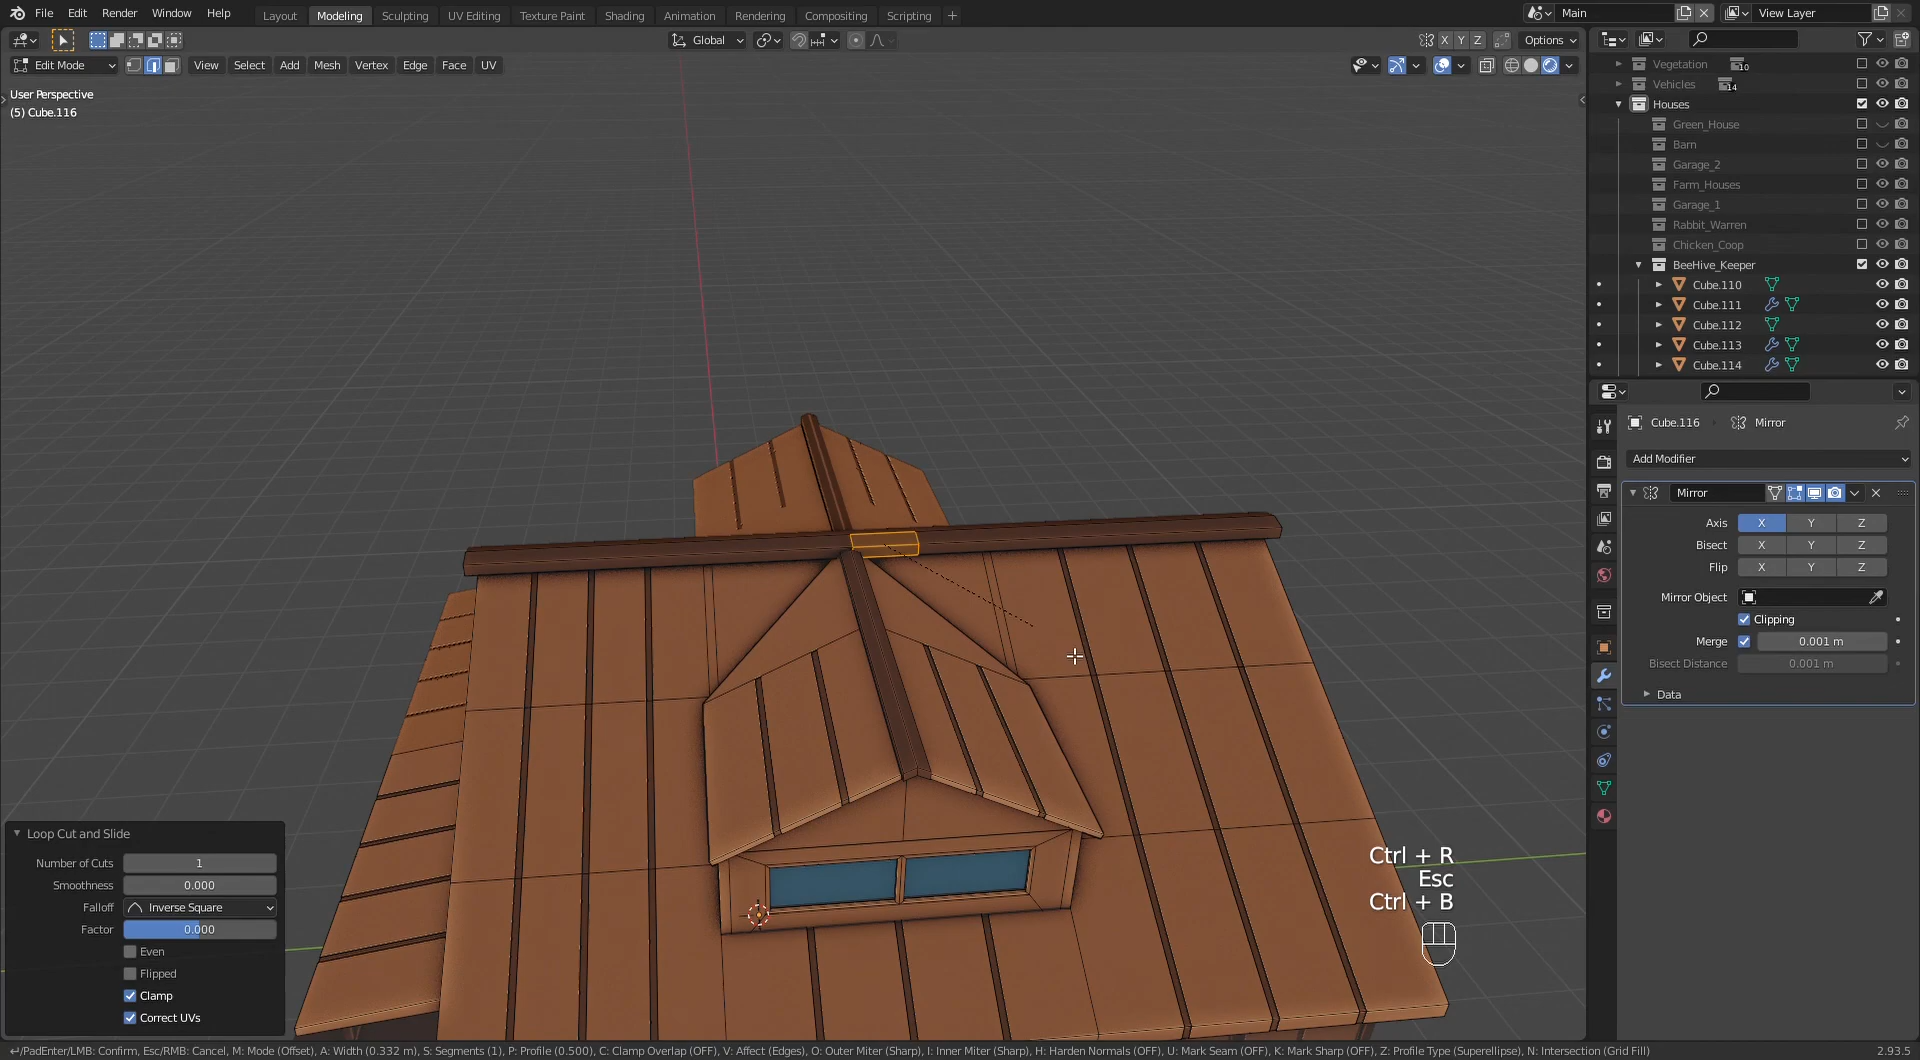 File Edit Render Window Help Layout Modeling Sculpting UV Editing Texture Paint Shading Animation Rendering Compositing Scripting + Main View Layer
Global X Y Z Options
Edit Mode View Select Add Mesh Vertex Edge Face UV
User Perspective
(5) Cube.116
Vegetation 10
Vehicles 14
Houses
Green_House
Barn
Garage_2
Farm_Houses
Garage_1
Rabbit_Warren
Chicken_Coop
BeeHive_Keeper
Cube.110
Cube.111
Cube.112
Cube.113
Cube.114
Cube.116 Mirror
Add Modifier
Mirror
Axis X Y Z
Bisect X Y Z
Flip X Y Z
Mirror Object
Clipping
Merge 0.001 m
Bisect Distance 0.001 m
Data
Loop Cut and Slide
Number of Cuts 1
Smoothness 0.000
Falloff Inverse Square
Factor 0.000
Even
Flipped
Clamp
Correct UVs
Ctrl + R
Esc
Ctrl + B
↵/PadEnter/LMB: Confirm, Esc/RMB: Cancel, M: Mode (Offset), A: Width (0.332 m), S: Segments (1), P: Profile (0.500), C: Clamp Overlap (OFF), V: Affect (Edges), O: Outer Miter (Sharp), I: Inner Miter (Sharp), H: Harden Normals (OFF), U: Mark Seam (OFF), K: Mark Sharp (OFF), Z: Profile Type (Superellipse), N: Intersection (Grid Fill) 2.93.5